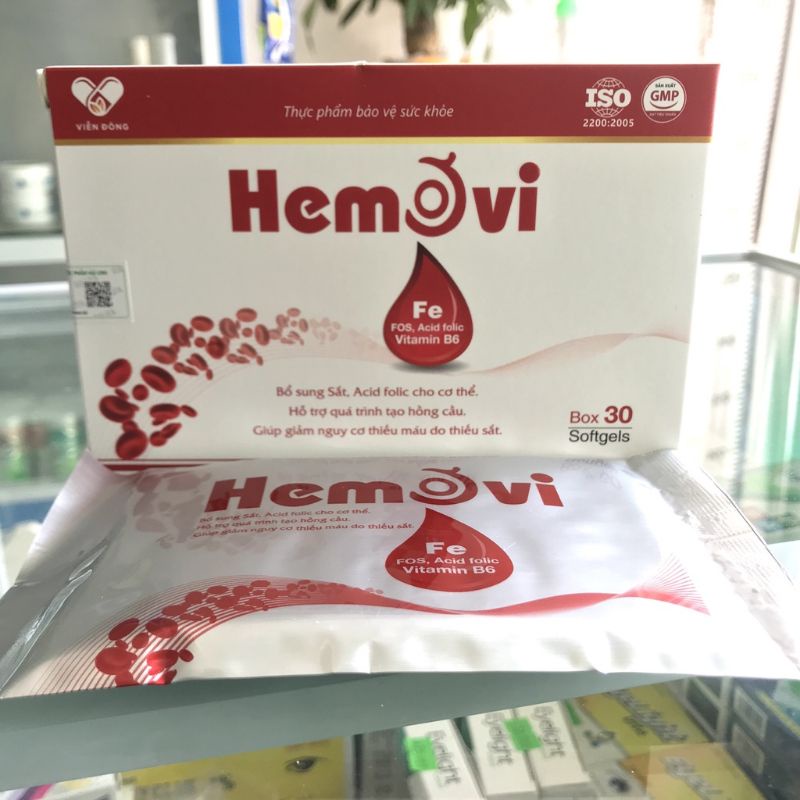 VIỄN ĐÔNG
Thực phẩm bảo vệ sức khỏe
ISO
2200:2005
SẢN XUẤT
GMP
Hemovi
Fe
FOS, Acid folic
Vitamin B6
Bổ sung Sắt, Acid folic cho cơ thể.
Hỗ trợ quá trình tạo hồng cầu.
Giúp giảm nguy cơ thiếu máu do thiếu sắt.
Box 30
Softgels
Hemovi
Bổ sung Sắt, Acid folic cho cơ thể.
Hỗ trợ quá trình tạo hồng cầu.
Giúp giảm nguy cơ thiếu máu do thiếu sắt.
Fe
FOS, Acid folic
Vitamin B6
Eyelight
Eyelight